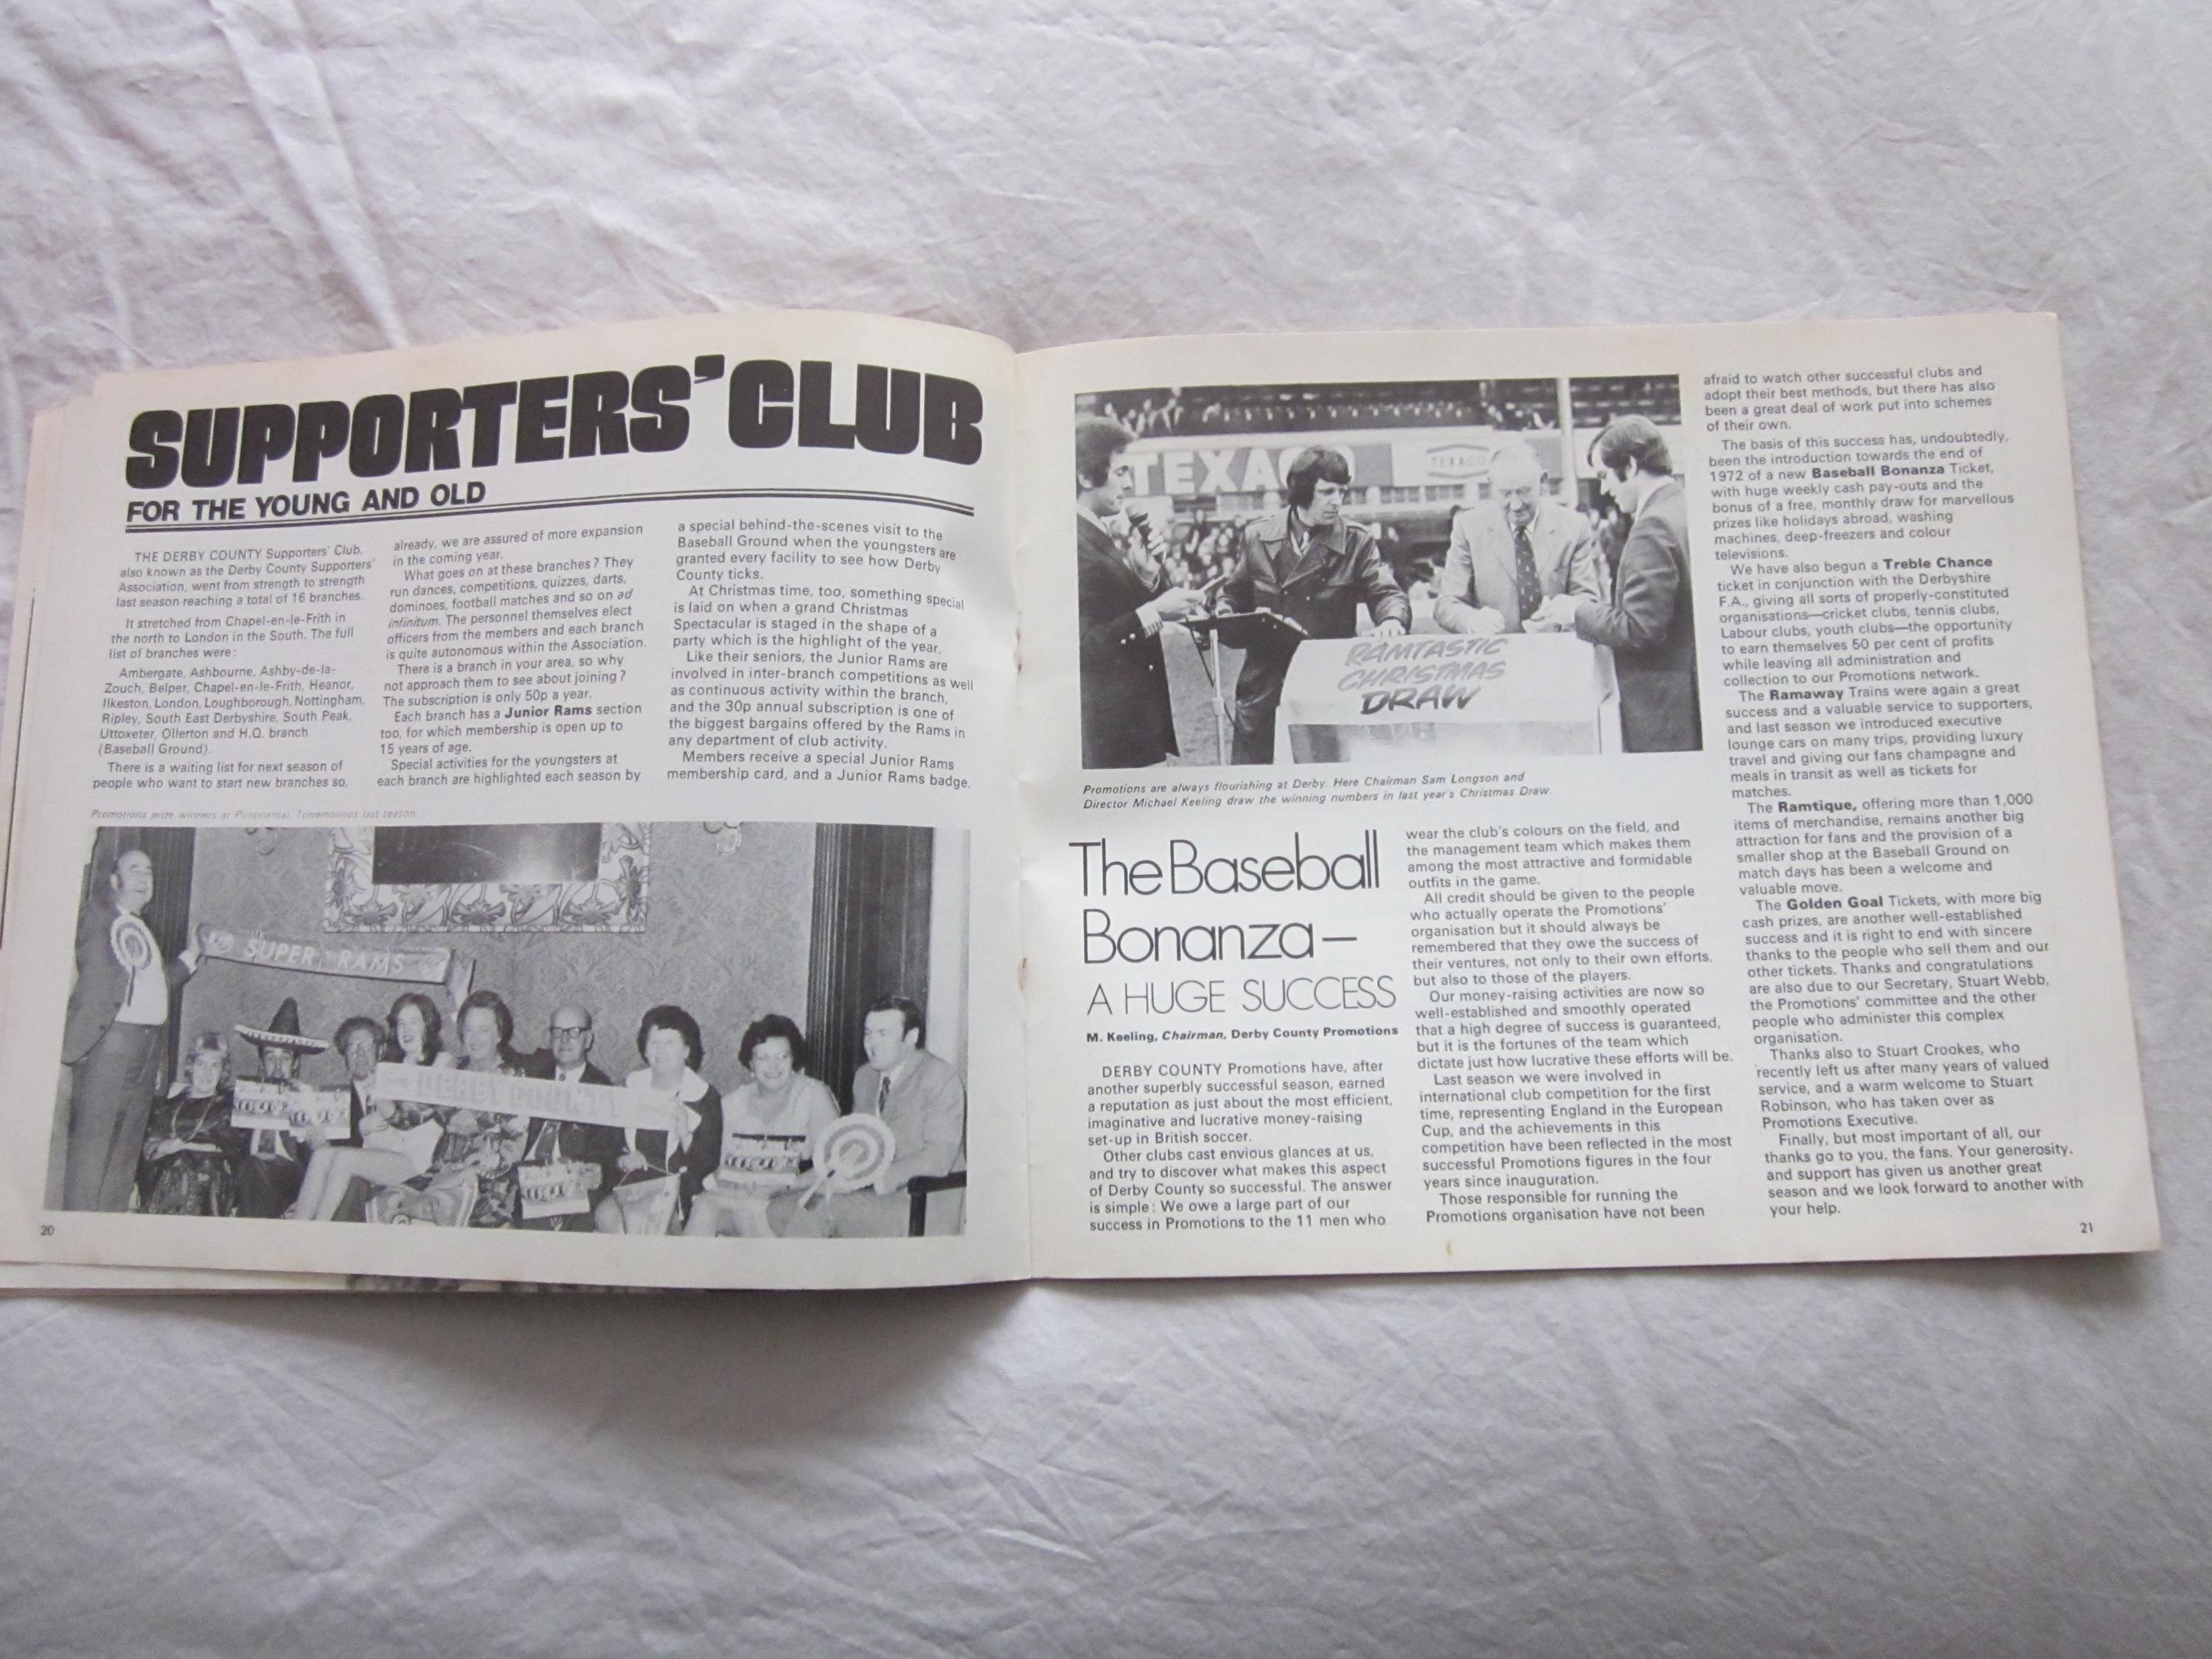 SUPPORTERS' CLUB
FOR THE YOUNG AND OLD
THE DERBY COUNTY Supporters' Club,
also known as the Derby County Supporters'
Association, went from strength to strength
last season reaching a total of 16 branches.
It stretched from Chapel-en-le-Frith in
the north to London in the South. The full
list of branches were:
Ambergate, Ashbourne, Ashby-de-la-
Zouch, Belper, Chapel-en-le-Frith, Heanor,
Ilkeston, London, Loughborough, Nottingham,
Ripley, South East Derbyshire, South Peak,
Uttoxeter, Ollerton and H.Q. branch
(Baseball Ground).
There is a waiting list for next season of
people who want to start new branches so,
already, we are assured of more expansion
in the coming year.
What goes on at these branches? They
run dances, competitions, quizzes, darts,
dominoes, football matches and so on ad
infinitum. The personnel themselves elect
officers from the members and each branch
is quite autonomous within the Association.
There is a branch in your area, so why
not approach them to see about joining?
The subscription is only 50p a year.
Each branch has a Junior Rams section
too, for which membership is open up to
15 years of age.
Special activities for the youngsters at
each branch are highlighted each season by
a special behind-the-scenes visit to the
Baseball Ground when the youngsters are
granted every facility to see how Derby
County ticks.
At Christmas time, too, something special
is laid on when a grand Christmas
Spectacular is staged in the shape of a
party which is the highlight of the year.
Like their seniors, the Junior Rams are
involved in inter-branch competitions as well
as continuous activity within the branch,
and the 30p annual subscription is one of
the biggest bargains offered by the Rams in
any department of club activity.
Members receive a special Junior Rams
membership card, and a Junior Rams badge.
Promotions prize winners at Pontinental, Torremolinos last season.
SUPER RAMS
DERBY COUNTY
20
TEXACO
TEXACO
RAMTASTIC
CHRISTMAS
DRAW
Promotions are always flourishing at Derby. Here Chairman Sam Longson and
Director Michael Keeling draw the winning numbers in last year's Christmas Draw.
The Baseball
Bonanza—
A HUGE SUCCESS
M. Keeling, Chairman, Derby County Promotions
DERBY COUNTY Promotions have, after
another superbly successful season, earned
a reputation as just about the most efficient,
imaginative and lucrative money-raising
set-up in British soccer.
Other clubs cast envious glances at us,
and try to discover what makes this aspect
of Derby County so successful. The answer
is simple: We owe a large part of our
success in Promotions to the 11 men who
wear the club's colours on the field, and
the management team which makes them
among the most attractive and formidable
outfits in the game.
All credit should be given to the people
who actually operate the Promotions'
organisation but it should always be
remembered that they owe the success of
their ventures, not only to their own efforts,
but also to those of the players.
Our money-raising activities are now so
well-established and smoothly operated
that a high degree of success is guaranteed,
but it is the fortunes of the team which
dictate just how lucrative these efforts will be.
Last season we were involved in
international club competition for the first
time, representing England in the European
Cup, and the achievements in this
competition have been reflected in the most
successful Promotions figures in the four
years since inauguration.
Those responsible for running the
Promotions organisation have not been
afraid to watch other successful clubs and
adopt their best methods, but there has also
been a great deal of work put into schemes
of their own.
The basis of this success has, undoubtedly,
been the introduction towards the end of
1972 of a new Baseball Bonanza Ticket,
with huge weekly cash pay-outs and the
bonus of a free, monthly draw for marvellous
prizes like holidays abroad, washing
machines, deep-freezers and colour
televisions.
We have also begun a Treble Chance
ticket in conjunction with the Derbyshire
F.A., giving all sorts of properly-constituted
organisations—cricket clubs, tennis clubs,
Labour clubs, youth clubs—the opportunity
to earn themselves 50 per cent of profits
while leaving all administration and
collection to our Promotions network.
The Ramaway Trains were again a great
success and a valuable service to supporters,
and last season we introduced executive
lounge cars on many trips, providing luxury
travel and giving our fans champagne and
meals in transit as well as tickets for
matches.
The Ramtique, offering more than 1,000
items of merchandise, remains another big
attraction for fans and the provision of a
smaller shop at the Baseball Ground on
match days has been a welcome and
valuable move.
The Golden Goal Tickets, with more big
cash prizes, are another well-established
success and it is right to end with sincere
thanks to the people who sell them and our
other tickets. Thanks and congratulations
are also due to our Secretary, Stuart Webb,
the Promotions' committee and the other
people who administer this complex
organisation.
Thanks also to Stuart Crookes, who
recently left us after many years of valued
service, and a warm welcome to Stuart
Robinson, who has taken over as
Promotions Executive.
Finally, but most important of all, our
thanks go to you, the fans. Your generosity.
and support has given us another great
season and we look forward to another with
your help.
21